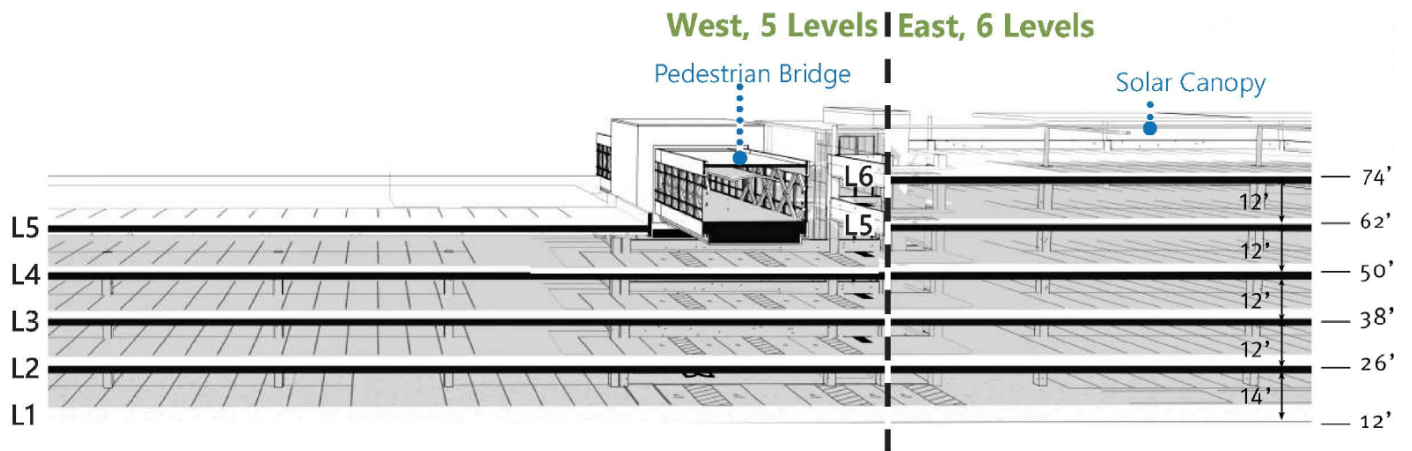 West, 5 Levels East, 6 Levels
Pedestrian Bridge
Solar Canopy
L6
74’
12’
L5
L5
62’
12’
L4
50’
12’
L3
38’
12’
L2
26’
14’
L1
12’